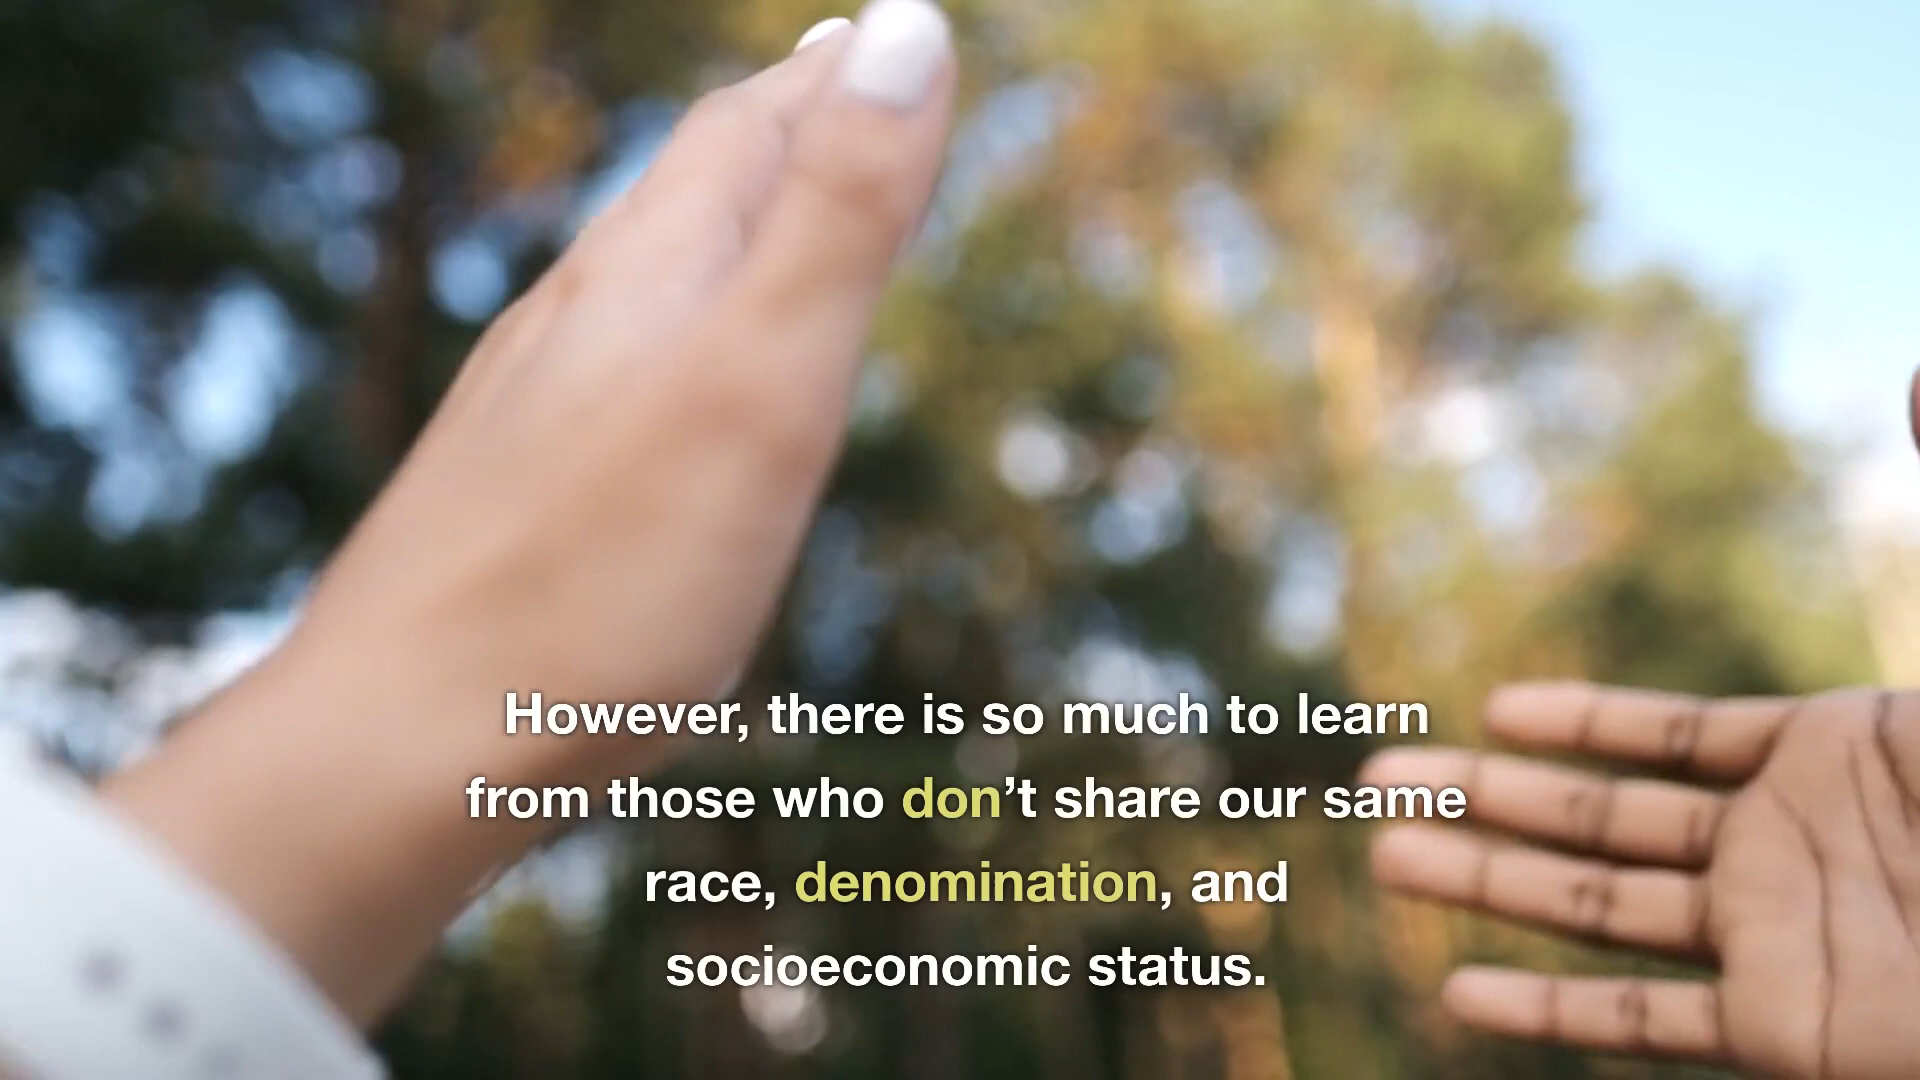 However, there is so much to learn
from those who don’t share our same
race, denomination, and
socioeconomic status.